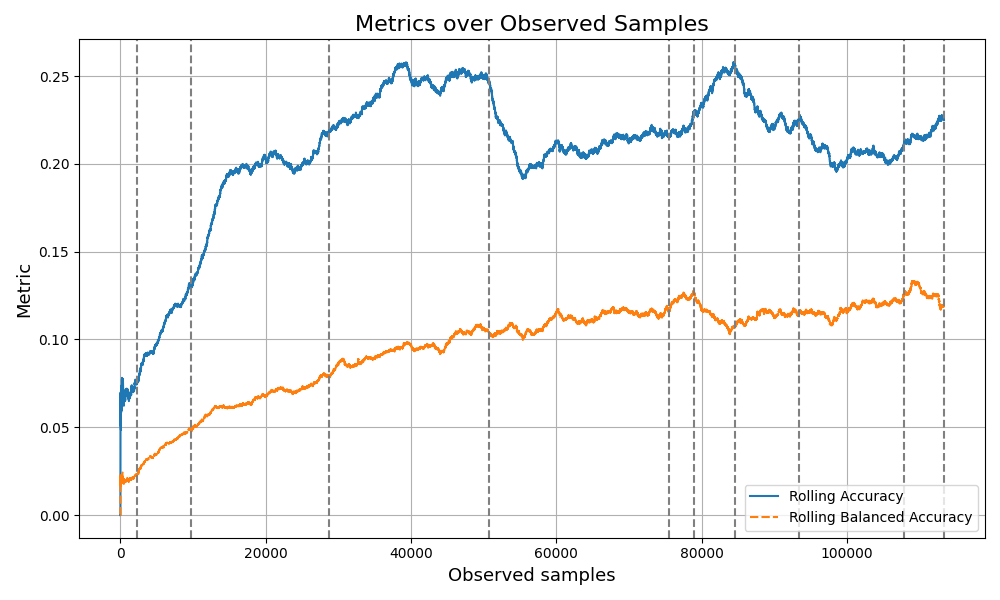 Metrics over Observed Samples
Metric
0.25
0.20
0.15
0.10
0.05
0.00
0
20000
40000
60000
80000
100000
Observed samples
Rolling Accuracy
Rolling Balanced Accuracy